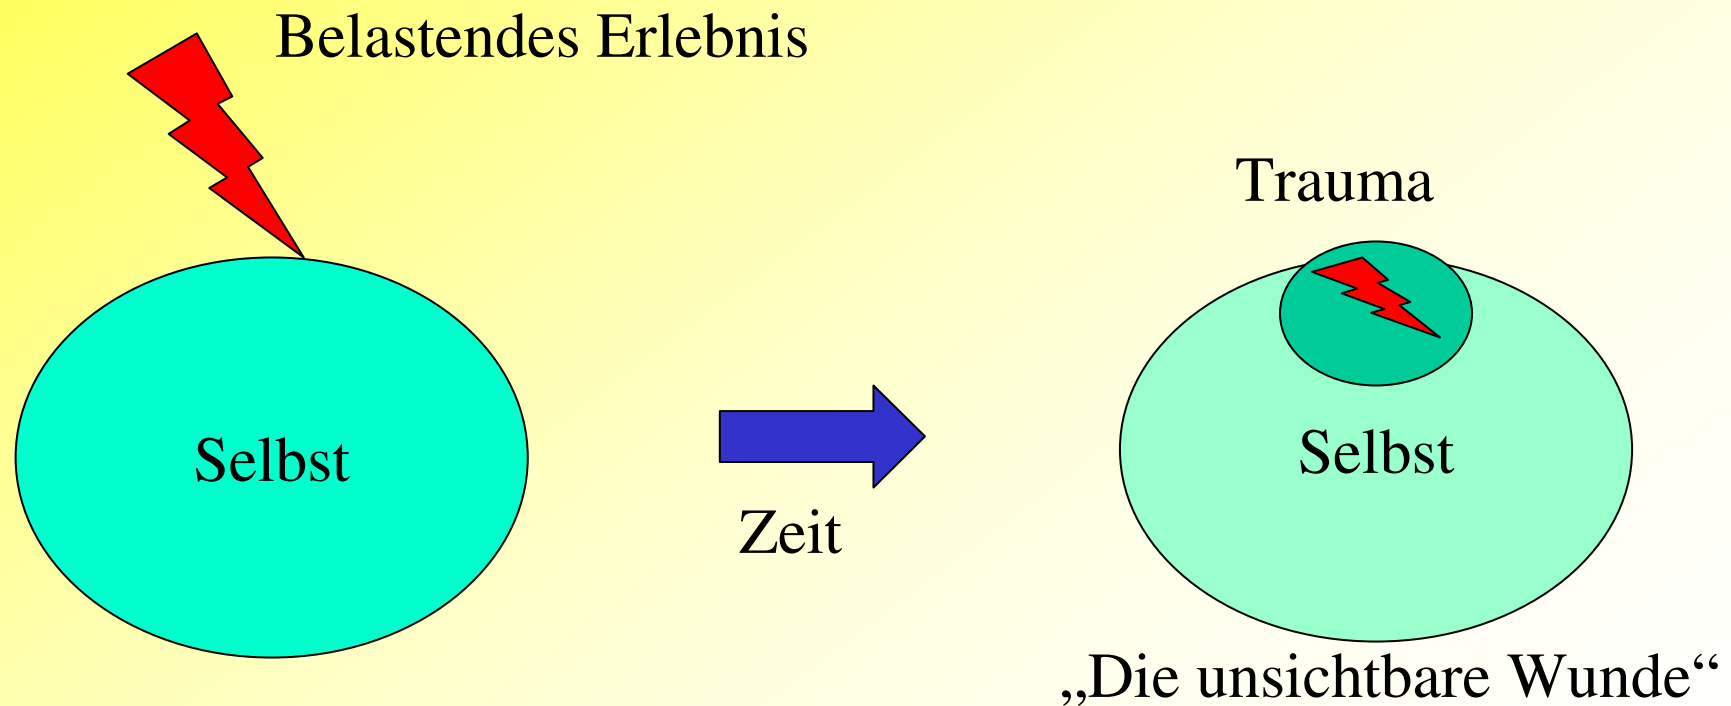 Belastendes Erlebnis
Trauma
Selbst
Selbst
Zeit
„Die unsichtbare Wunde“